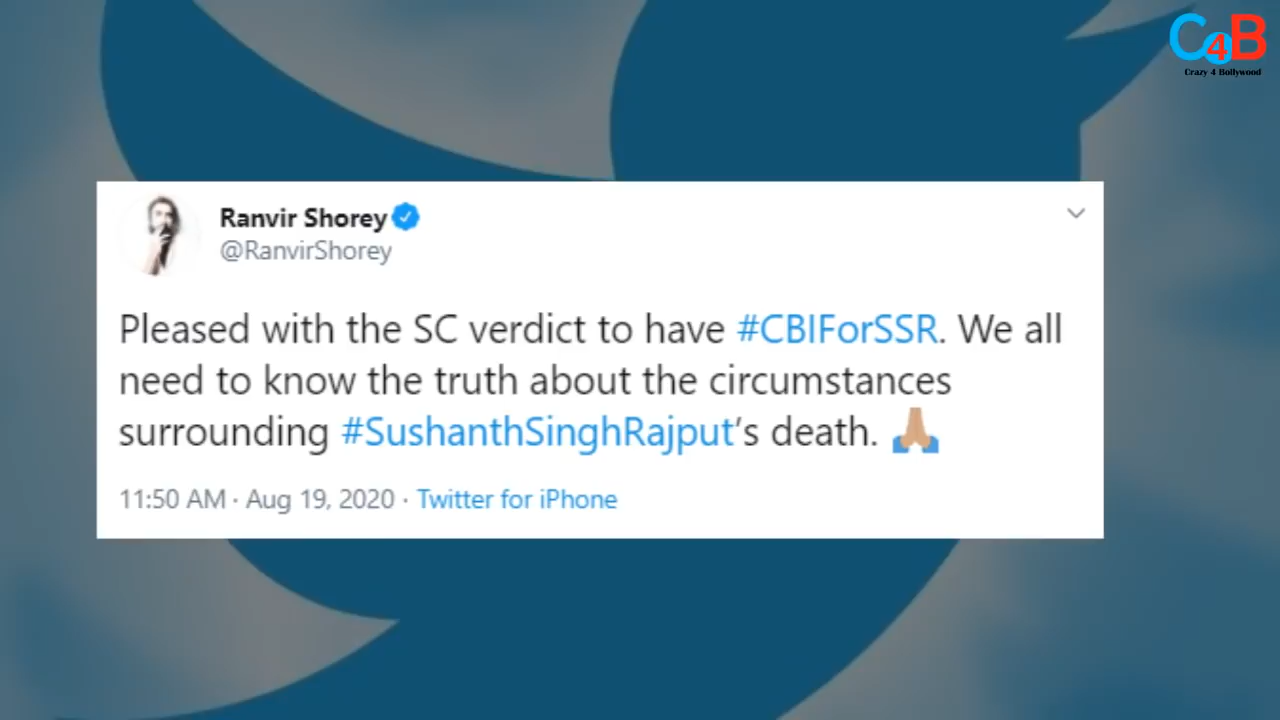 C4B
Crazy 4 Bollywood
Ranvir Shorey
@RanvirShorey
Pleased with the SC verdict to have #CBIForSSR. We all
need to know the truth about the circumstances
surrounding #SushanthSinghRajput's death. 🙏🏽
11:50 AM · Aug 19, 2020 · Twitter for iPhone